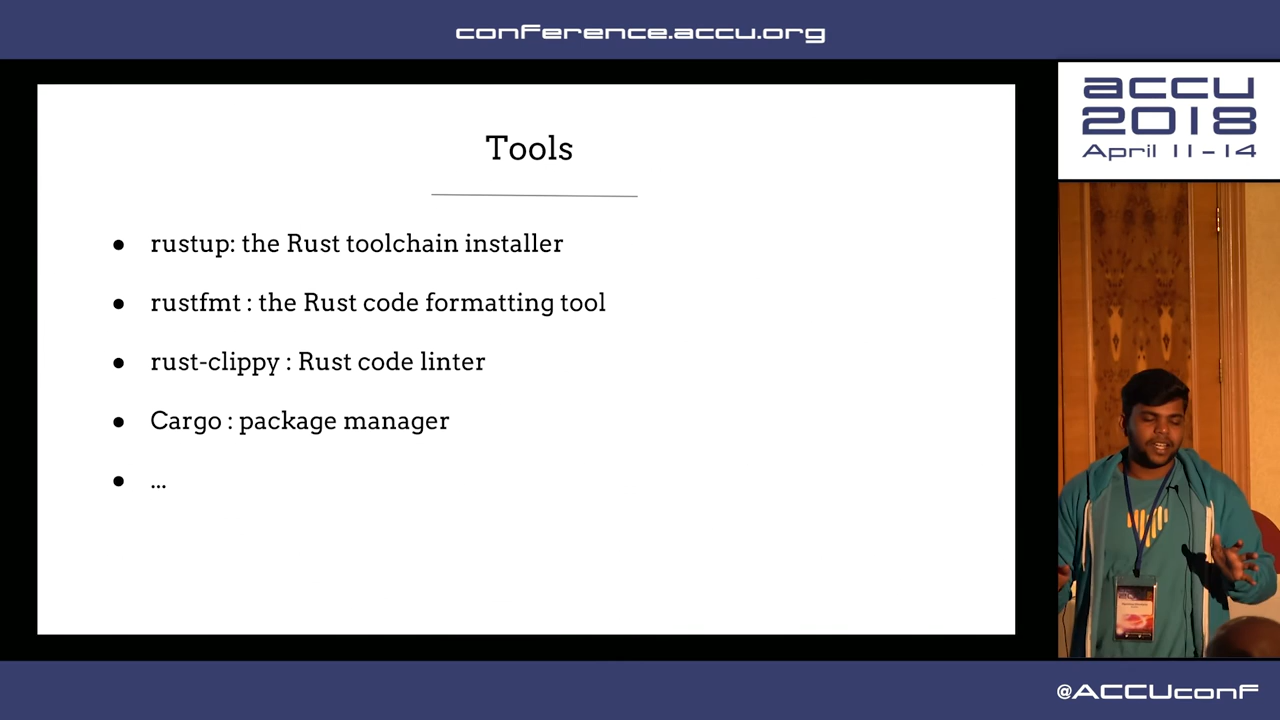 conference.accu.org
accu
2018
April 11-14
Tools
● rustup: the Rust toolchain installer
● rustfmt : the Rust code formatting tool
● rust-clippy : Rust code linter
● Cargo : package manager
● ...
@ACCUconf